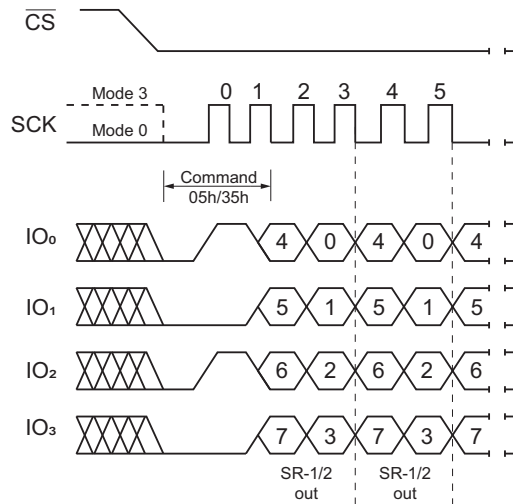 CS
0 1 2 3 4 5
Mode 3
SCK
Mode 0
Command
05h/35h
IO₀ 4 0 4 0 4
IO₁ 5 1 5 1 5
IO₂ 6 2 6 2 6
IO₃ 7 3 7 3 7
SR-1/2 SR-1/2
out out